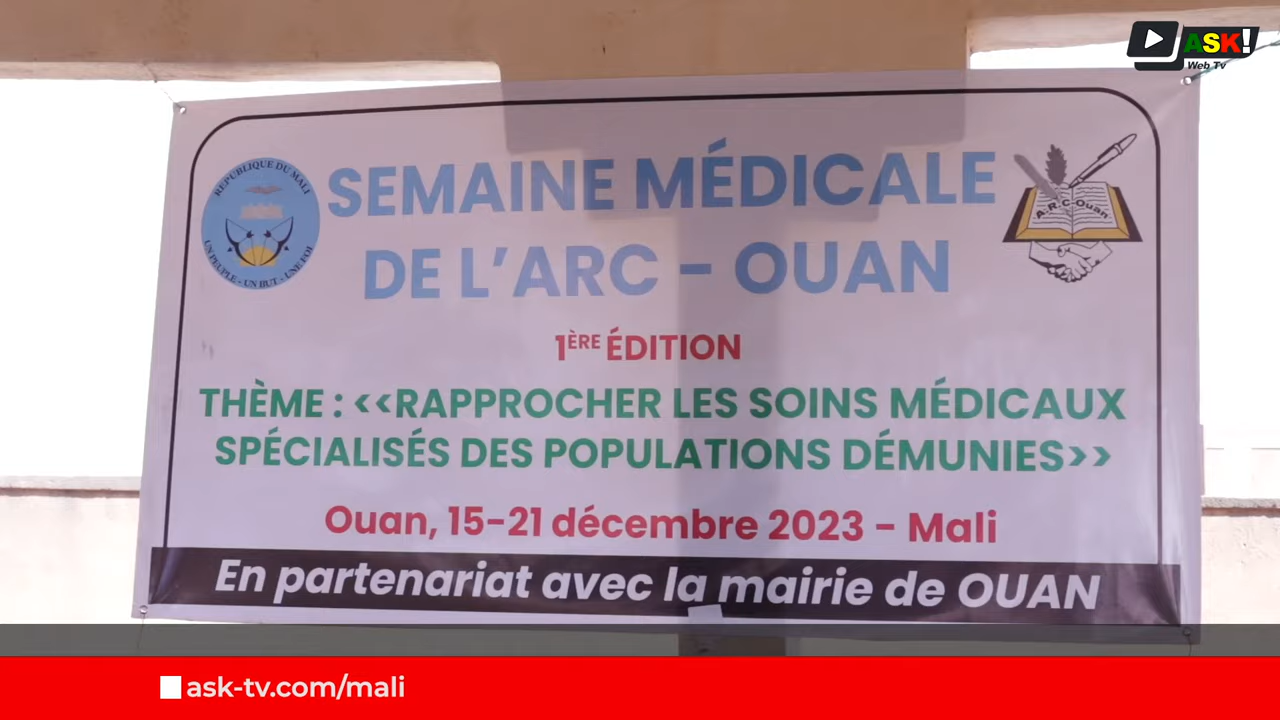 ASK!
Web Tv
REPUBLIQUE DU MALI
UN PEUPLE - UN BUT - UNE FOI
SEMAINE MÉDICALE
DE L'ARC - OUAN
A.R.C-Ouan
1ÈRE ÉDITION
THÈME : <<RAPPROCHER LES SOINS MÉDICAUX
SPÉCIALISÉS DES POPULATIONS DÉMUNIES>>
Ouan, 15-21 décembre 2023 - Mali
En partenariat avec la mairie de OUAN
ask-tv.com/mali